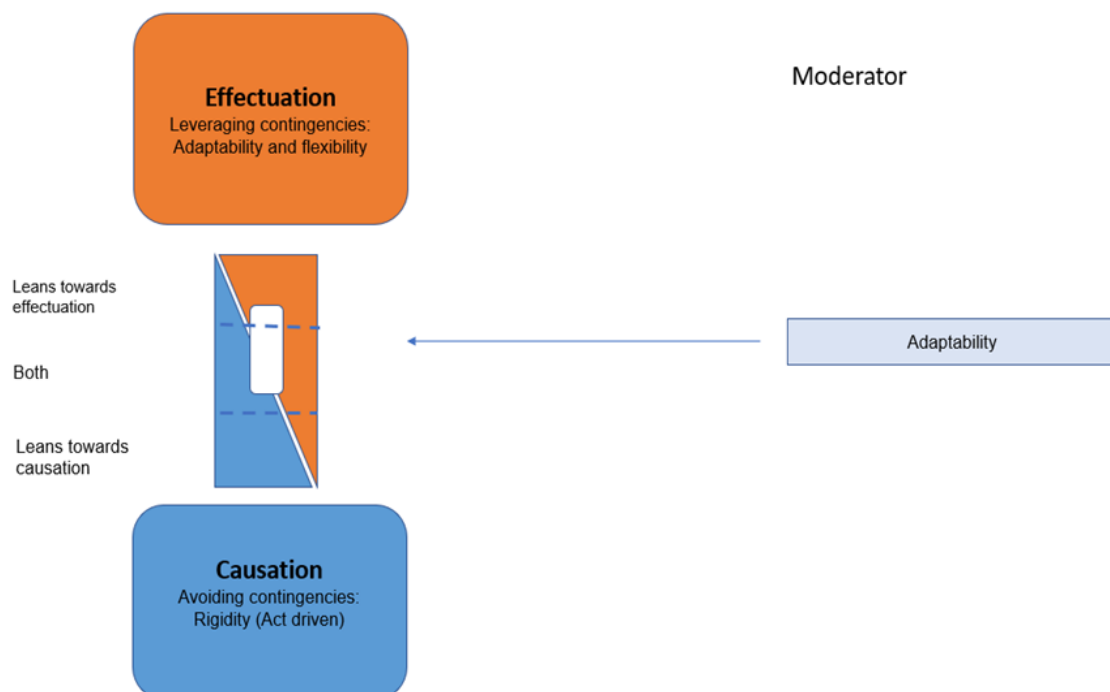 Effectuation
Leveraging contingencies:
Adaptability and flexibility
Moderator
Leans towards
effectuation
Both
Leans towards
causation
Adaptability
Causation
Avoiding contingencies:
Rigidity (Act driven)